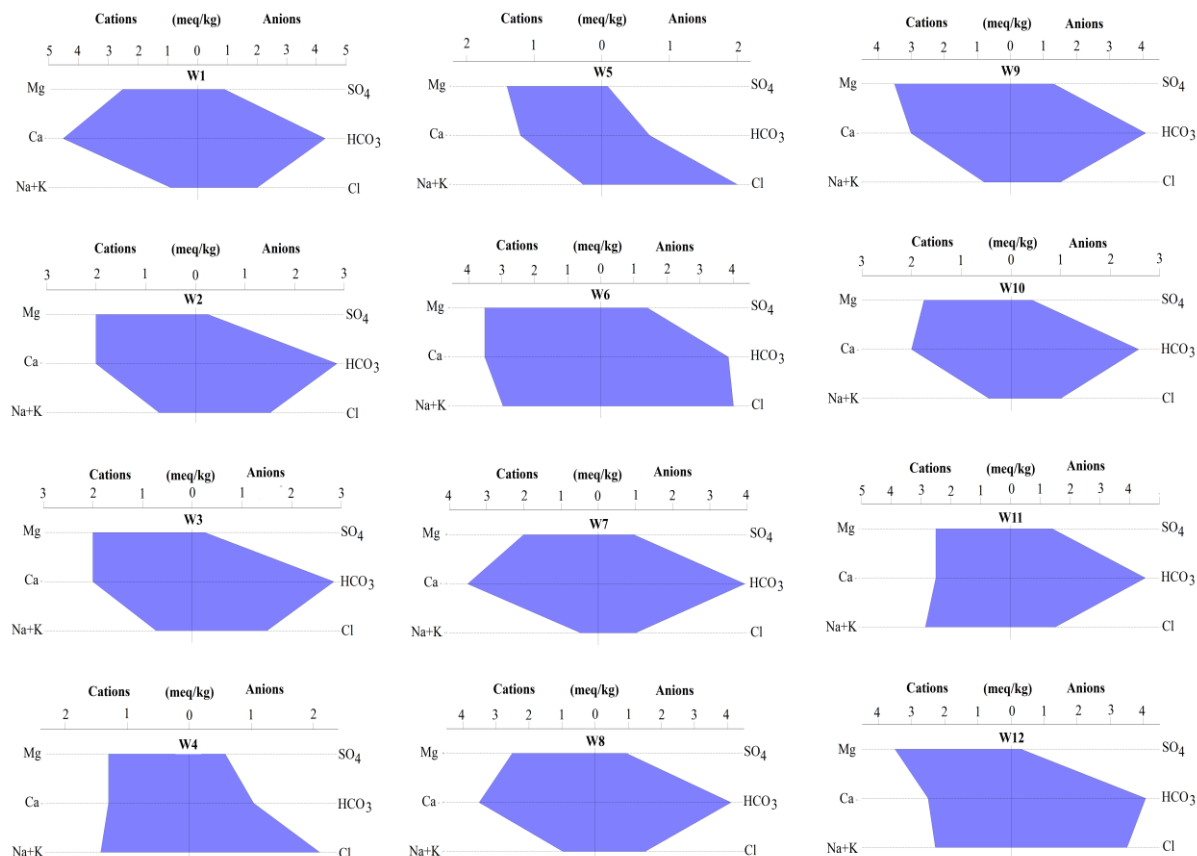 Cations (meq/kg) Anions
5 4 3 2 1 0 1 2 3 4 5
W1
Mg SO4
Ca HCO3
Na+K Cl
Cations (meq/kg) Anions
3 2 1 0 1 2 3
W2
Mg SO4
Ca HCO3
Na+K Cl
Cations (meq/kg) Anions
3 2 1 0 1 2 3
W3
Mg SO4
Ca HCO3
Na+K Cl
Cations (meq/kg) Anions
2 1 0 1 2
W4
Mg SO4
Ca HCO3
Na+K Cl
Cations (meq/kg) Anions
2 1 0 1 2
W5
Mg SO4
Ca HCO3
Na+K Cl
Cations (meq/kg) Anions
4 3 2 1 0 1 2 3 4
W6
Mg SO4
Ca HCO3
Na+K Cl
Cations (meq/kg) Anions
4 3 2 1 0 1 2 3 4
W7
Mg SO4
Ca HCO3
Na+K Cl
Cations (meq/kg) Anions
4 3 2 1 0 1 2 3 4
W8
Mg SO4
Ca HCO3
Na+K Cl
Cations (meq/kg) Anions
4 3 2 1 0 1 2 3 4
W9
Mg SO4
Ca HCO3
Na+K Cl
Cations (meq/kg) Anions
3 2 1 0 1 2 3
W10
Mg SO4
Ca HCO3
Na+K Cl
Cations (meq/kg) Anions
5 4 3 2 1 0 1 2 3 4
W11
Mg SO4
Ca HCO3
Na+K Cl
Cations (meq/kg) Anions
4 3 2 1 0 1 2 3 4
W12
Mg SO4
Ca HCO3
Na+K Cl